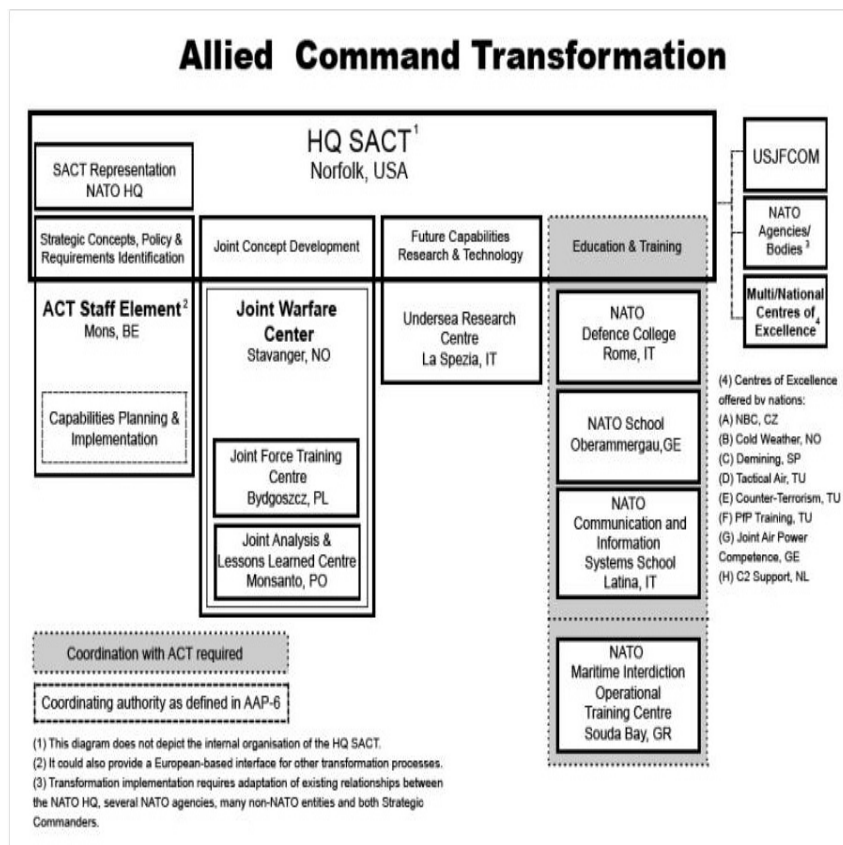 Allied Command Transformation
HQ SACT¹
Norfolk, USA
SACT Representation
NATO HQ
Strategic Concepts, Policy &
Requirements Identification
Joint Concept Development
Future Capabilities
Research & Technology
Education & Training
USJFCOM
NATO
Agencies/
Bodies ³
Multi/National
Centres of
Excellence⁴
ACT Staff Element²
Mons, BE
Capabilities Planning &
Implementation
Joint Warfare
Center
Stavanger, NO
Joint Force Training
Centre
Bydgoszcz, PL
Joint Analysis &
Lessons Learned Centre
Monsanto, PO
Undersea Research
Centre
La Spezia, IT
NATO
Defence College
Rome, IT
NATO School
Oberammergau,GE
NATO
Communication and
Information
Systems School
Latina, IT
NATO
Maritime Interdiction
Operational
Training Centre
Souda Bay, GR
(4) Centres of Excellence
offered by nations:
(A) NBC, CZ
(B) Cold Weather, NO
(C) Demining, SP
(D) Tactical Air, TU
(E) Counter-Terrorism, TU
(F) PfP Training, TU
(G) Joint Air Power
Competence, GE
(H) C2 Support, NL
Coordination with ACT required
Coordinating authority as defined in AAP-6
(1) This diagram does not depict the internal organisation of the HQ SACT.
(2) It could also provide a European-based interface for other transformation processes.
(3) Transformation implementation requires adaptation of existing relationships between
the NATO HQ, several NATO agencies, many non-NATO entities and both Strategic
Commanders.